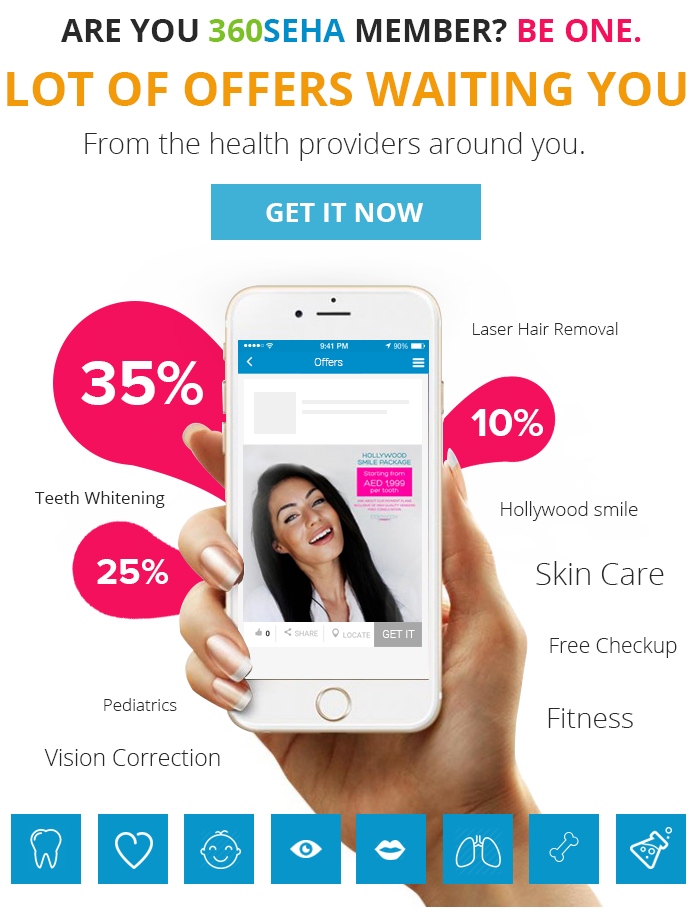 ARE YOU 360SEHA MEMBER? BE ONE.
LOT OF OFFERS WAITING YOU
From the health providers around you.
GET IT NOW
Laser Hair Removal
9:41 PM
90%
Offers
35%
10%
HOLLYWOOD
SMILE PACKAGE
Starting from
AED 1,999
per tooth
Teeth Whitening
Hollywood smile
25%
Skin Care
0
SHARE
LOCATE
GET IT
Free Checkup
Pediatrics
Fitness
Vision Correction